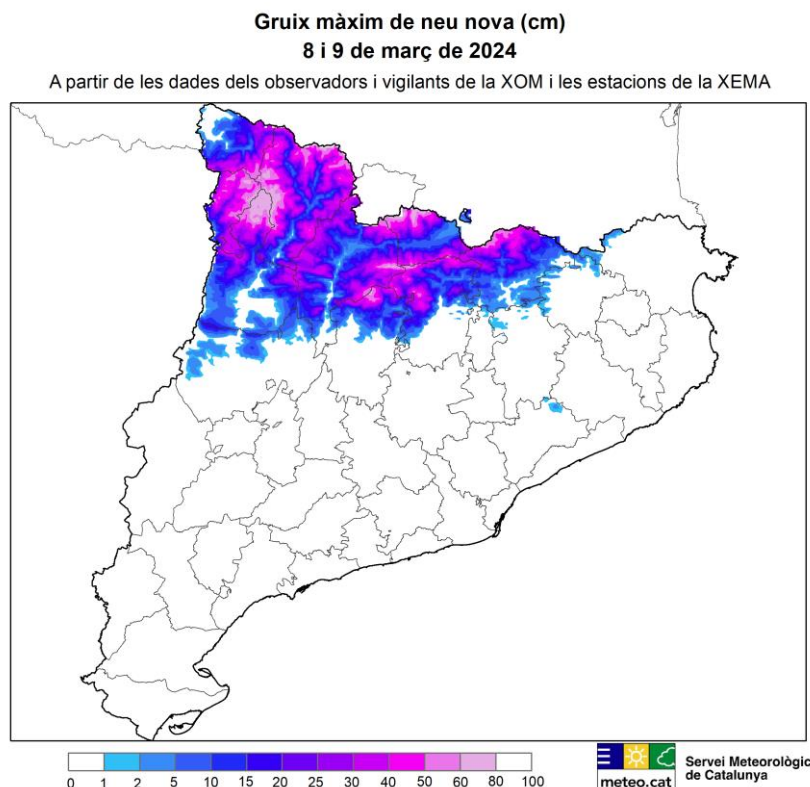 Gruix màxim de neu nova (cm)
8 i 9 de març de 2024
A partir de les dades dels observadors i vigilants de la XOM i les estacions de la XEMA
0 1 2 5 10 15 20 25 30 40 50 60 80 100
meteo.cat
Servei Meteorològic
de Catalunya